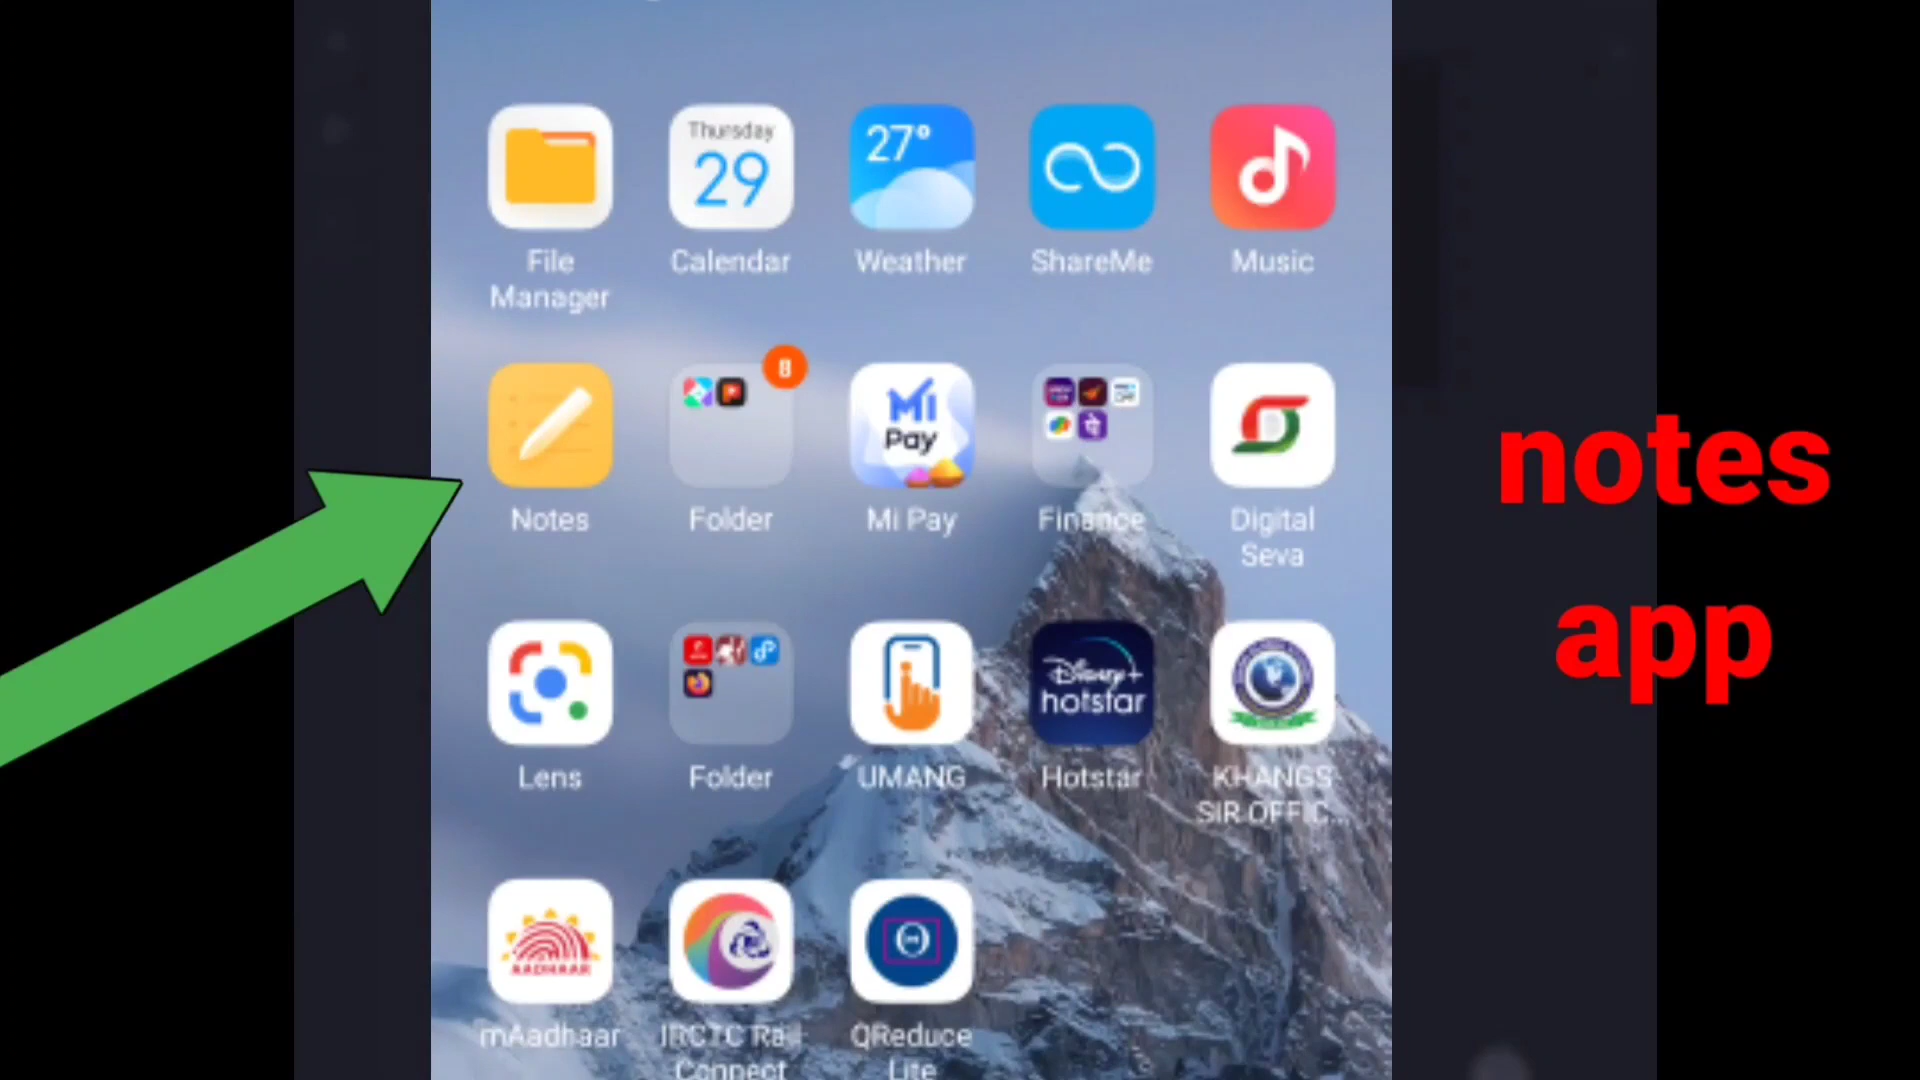 Thursday
29
27°
File
Manager
Calendar
Weather
ShareMe
Music
8
Mi
Pay
Notes
Folder
Mi Pay
Finance
Digital
Seva
notes
app
Disney+
hotstar
Lens
Folder
UMANG
Hotstar
KHANGS
SIR OFFIC...
AADHAAR
mAadhaar
IRCTC Rail
Connect
QReduce
Lite